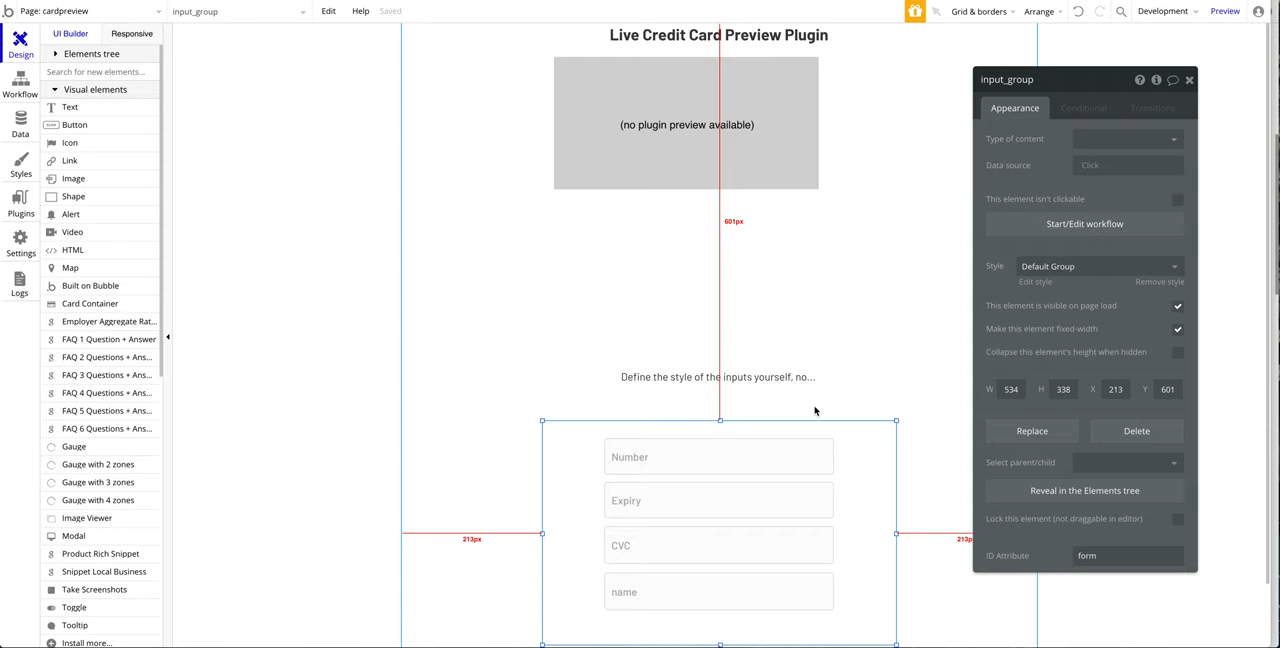 Page: cardpreview
input_group
Edit
Help
Saved
Grid & borders
Arrange
Development
Preview
Design
Workflow
Data
Styles
Plugins
Settings
Logs
UI Builder
Responsive
Elements tree
Search for new elements...
Visual elements
Text
Button
Icon
Link
Image
Shape
Alert
Video
HTML
Map
Built on Bubble
Card Container
Employer Aggregate Rat...
FAQ 1 Question + Answer
FAQ 2 Questions + Ans...
FAQ 3 Questions + Ans...
FAQ 4 Questions + Ans...
FAQ 5 Questions + Ans...
FAQ 6 Questions + Ans...
Gauge
Gauge with 2 zones
Gauge with 3 zones
Gauge with 4 zones
Image Viewer
Modal
Product Rich Snippet
Snippet Local Business
Take Screenshots
Toggle
Tooltip
Install more...
Live Credit Card Preview Plugin
(no plugin preview available)
601px
Define the style of the inputs yourself, no...
Number
Expiry
CVC
name
213px
213p
input_group
Appearance
Conditional
Transitions
Type of content
Data source
Click
This element isn't clickable
Start/Edit workflow
Style
Default Group
Edit style
Remove style
This element is visible on page load
Make this element fixed-width
Collapse this element's height when hidden
W 534 H 338 X 213 Y 601
Replace
Delete
Select parent/child
Reveal in the Elements tree
Lock this element (not draggable in editor)
ID Attribute
form